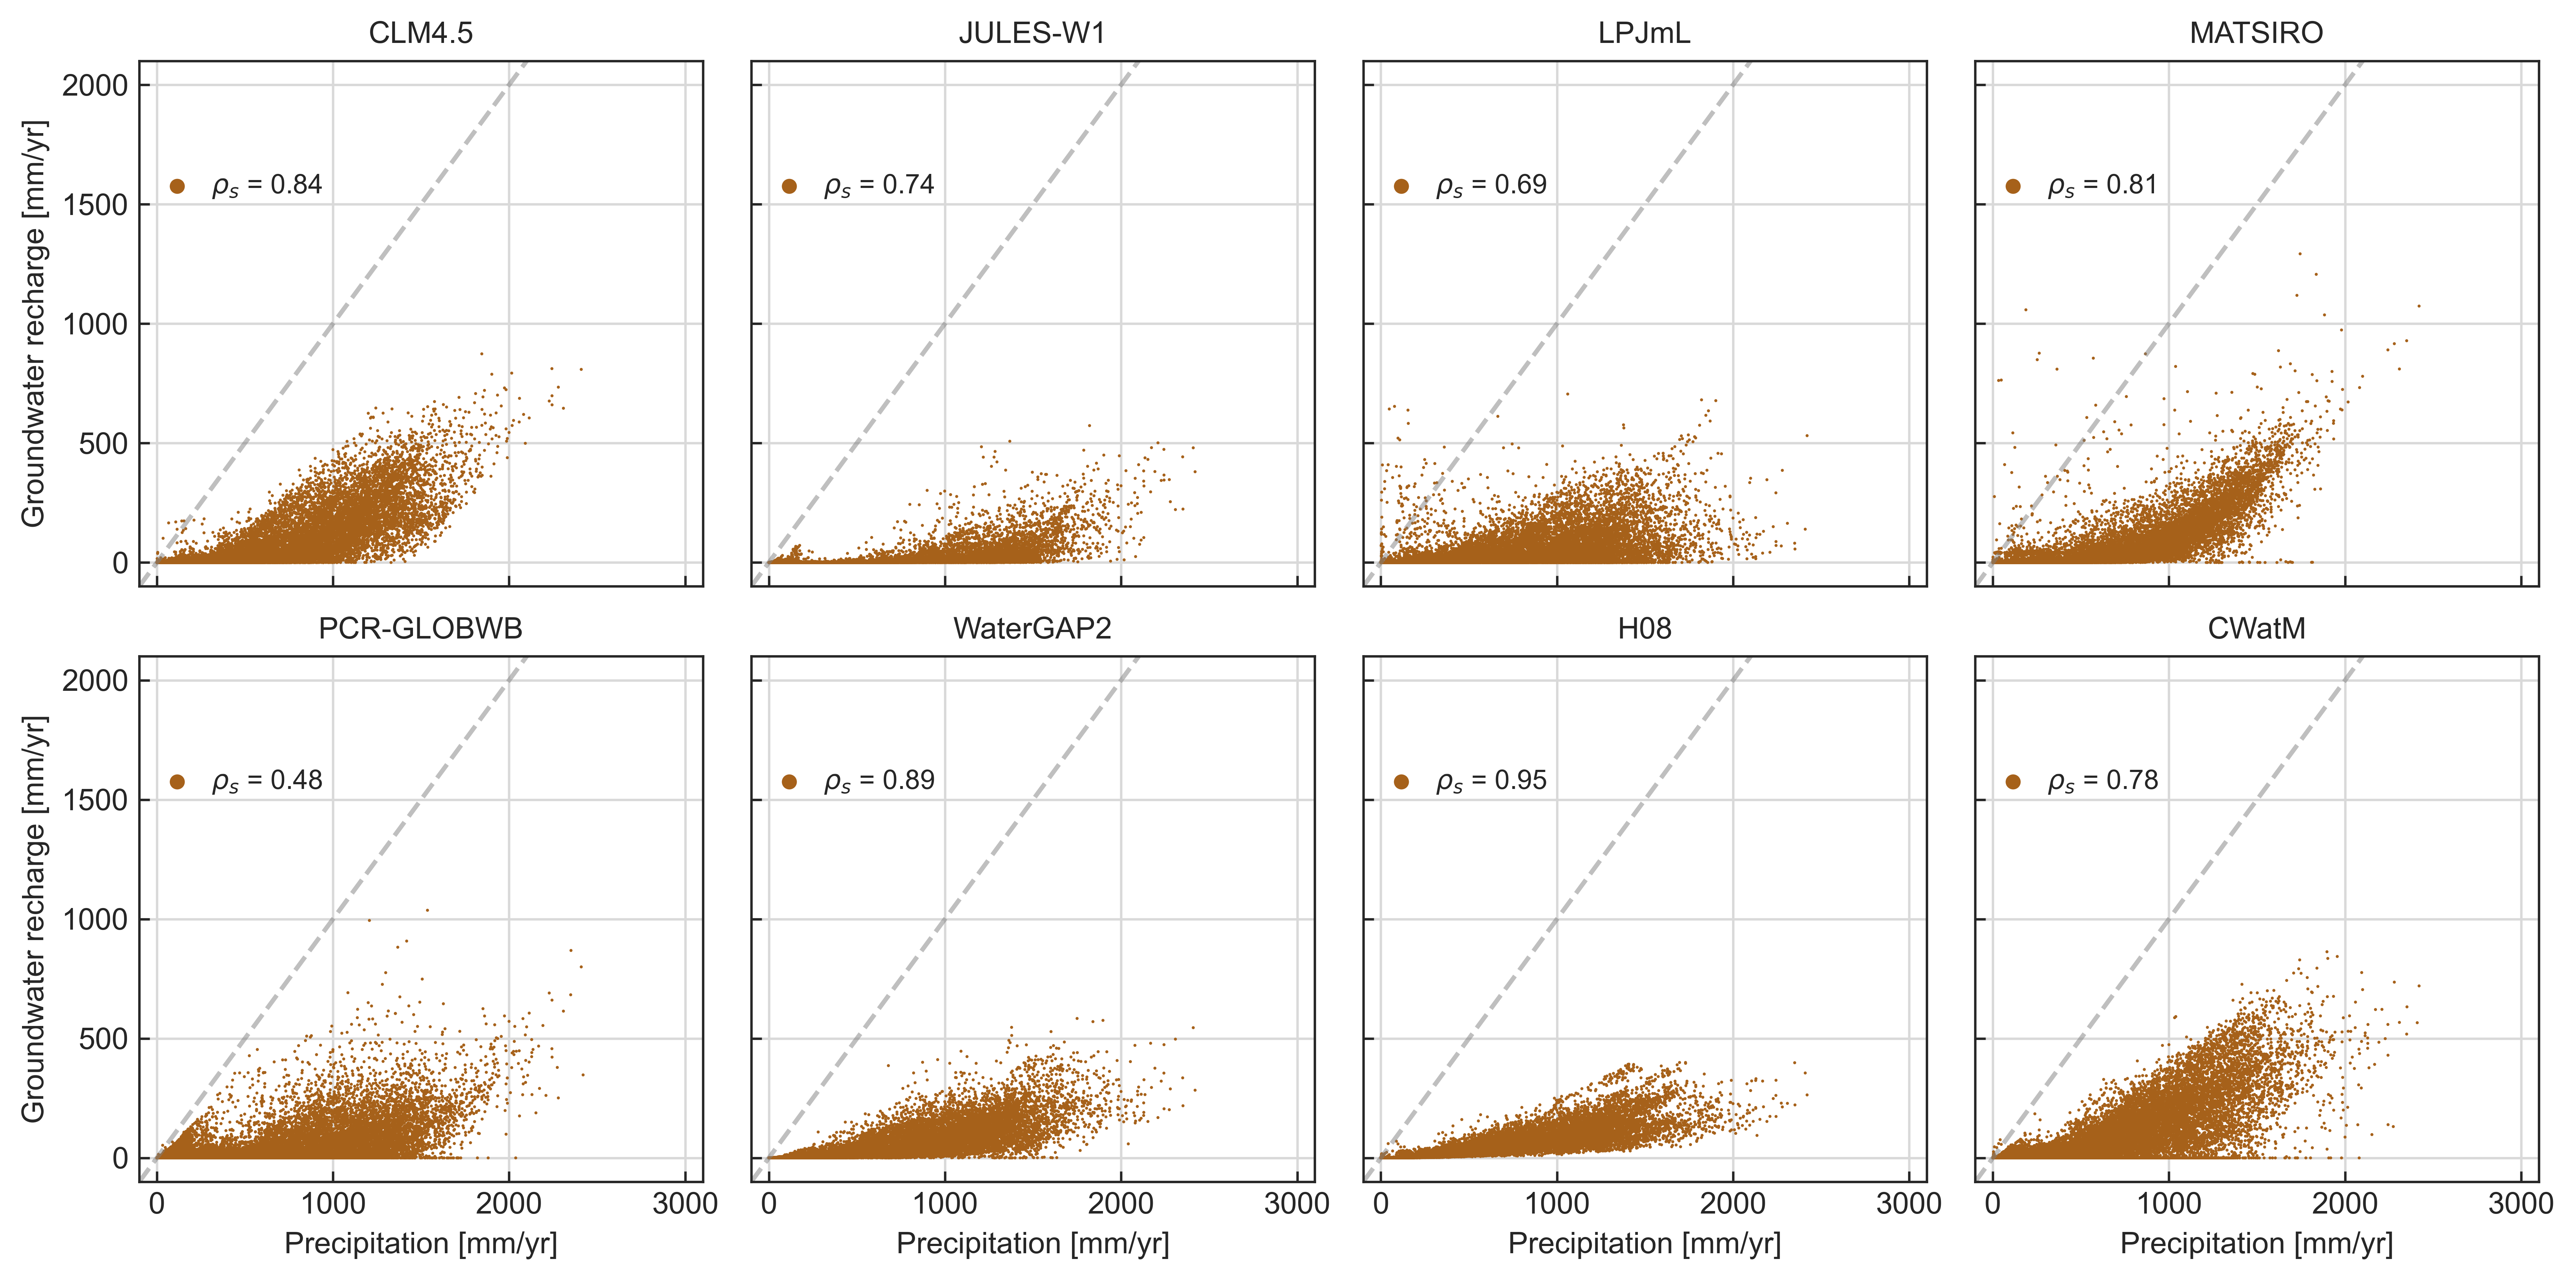 CLM4.5
JULES-W1
LPJmL
MATSIRO
Groundwater recharge [mm/yr]
2000
1500
1000
500
0
ρs = 0.84
ρs = 0.74
ρs = 0.69
ρs = 0.81
PCR-GLOBWB
WaterGAP2
H08
CWatM
Groundwater recharge [mm/yr]
2000
1500
1000
500
0
ρs = 0.48
ρs = 0.89
ρs = 0.95
ρs = 0.78
0 1000 2000 3000
0 1000 2000 3000
0 1000 2000 3000
0 1000 2000 3000
Precipitation [mm/yr]
Precipitation [mm/yr]
Precipitation [mm/yr]
Precipitation [mm/yr]